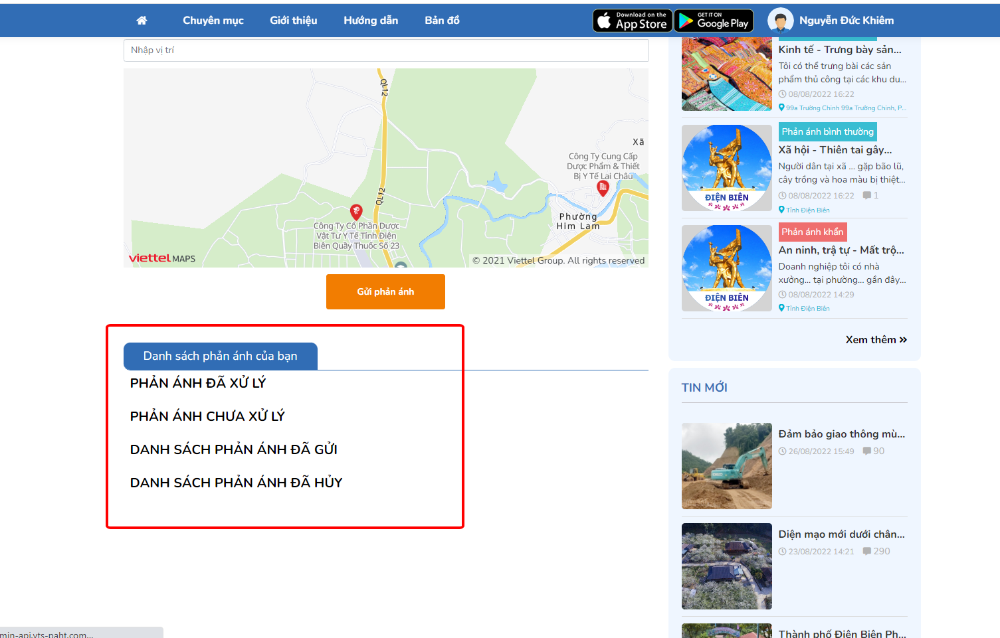 Chuyên mục
Giới thiệu
Hướng dẫn
Bản đồ
Download on the
App Store
GET IT ON
Google Play
Nguyễn Đức Khiêm
Nhập vị trí
QL12
Xã
Công Ty Cung Cấp
Dược Phẩm & Thiết
Bị Y Tế Lai Châu
QL12
Công Ty Cổ Phần Dược
Vật Tư Y Tế Tỉnh Điện
Biên Quầy Thuốc Số 23
Phường
Him Lam
viettel MAPS
© 2021 Viettel Group. All rights reserved
Gửi phản ánh
Danh sách phản ánh của bạn
PHẢN ÁNH ĐÃ XỬ LÝ
PHẢN ÁNH CHƯA XỬ LÝ
DANH SÁCH PHẢN ÁNH ĐÃ GỬI
DANH SÁCH PHẢN ÁNH ĐÃ HỦY
Kinh tế - Trưng bày sản...
Tôi có thể trưng bài các sản
phẩm thủ công tại các khu du...
08/08/2022 16:22
99a Trường Chinh 99a Trường Chinh, P...
Phản ánh bình thường
Xã hội - Thiên tai gây...
Người dân tại xã ... gặp bão lũ,
cây trồng và hoa màu bị thiệt...
08/08/2022 16:22 1
Tỉnh Điện Biên
ĐIỆN BIÊN
Phản ánh khẩn
An ninh, trật tự - Mất trộ...
Doanh nghiệp tôi có nhà
xưởng... tại phường... gần đây...
08/08/2022 14:29
Tỉnh Điện Biên
ĐIỆN BIÊN
Xem thêm »
TIN MỚI
Đảm bảo giao thông mù...
26/08/2022 15:49 90
Diện mạo mới dưới chân...
23/08/2022 14:21 290
Thành phố Điện Biên Ph...
min-api.vts-paht.com...